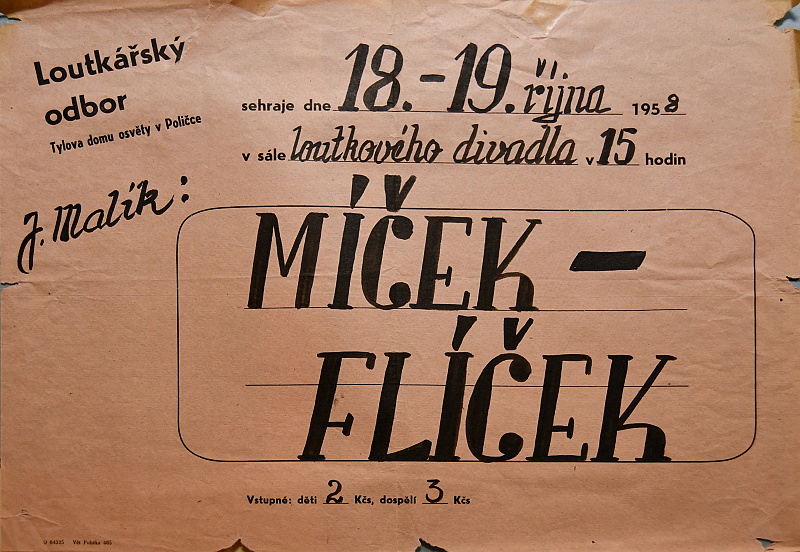 Loutkářský
odbor
Tylova domu osvěty v Poličce
sehraje dne 18.-19. října 1958
v sále loutkového divadla v 15 hodin
J. Malík:
MÍČEK -
FLÍČEK
Vstupné: děti 2 Kčs, dospělí 3 Kčs